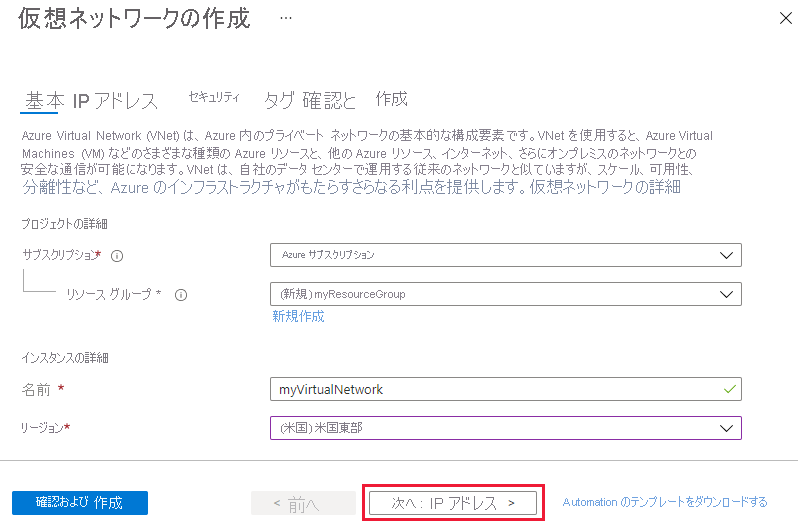 仮想ネットワークの作成 ...
基本 IP アドレス セキュリティ タグ 確認と 作成
Azure Virtual Network (VNet) は、Azure 内のプライベート ネットワークの基本的な構成要素です。VNet を使用すると、Azure Virtual
Machines (VM) などのさまざまな種類の Azure リソースと、他の Azure リソース、インターネット、さらにオンプレミスのネットワークとの
安全な通信が可能になります。VNet は、自社のデータ センターで運用する従来のネットワークと似ていますが、スケール、可用性、
分離性など、Azure のインフラストラクチャがもたらすさらなる利点を提供します。仮想ネットワークの詳細
プロジェクトの詳細
サブスクリプション* Azure サブスクリプション
リソース グループ * (新規) myResourceGroup
新規作成
インスタンスの詳細
名前 * myVirtualNetwork
リージョン* (米国) 米国東部
確認および 作成 < 前へ 次へ: IP アドレス > Automation のテンプレートをダウンロードする